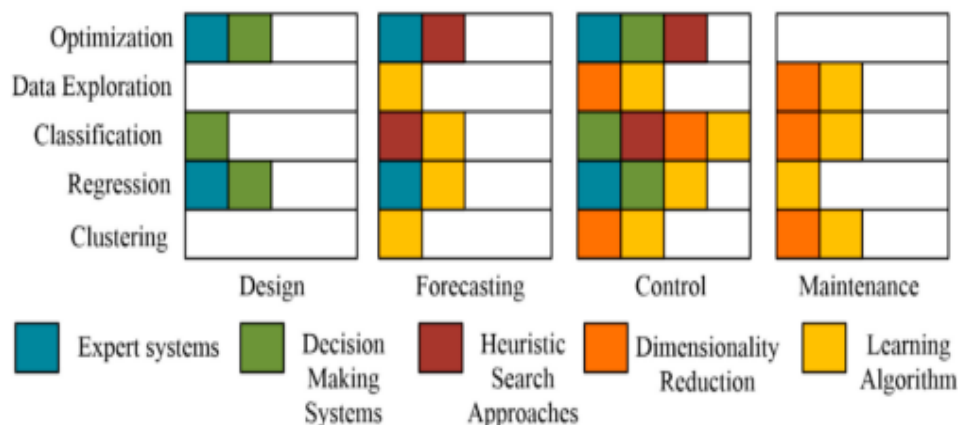 Optimization
Data Exploration
Classification
Regression
Clustering
Design Forecasting Control Maintenance
Expert systems
Decision
Making
Systems
Heuristic
Search
Approaches
Dimensionality
Reduction
Learning
Algorithm